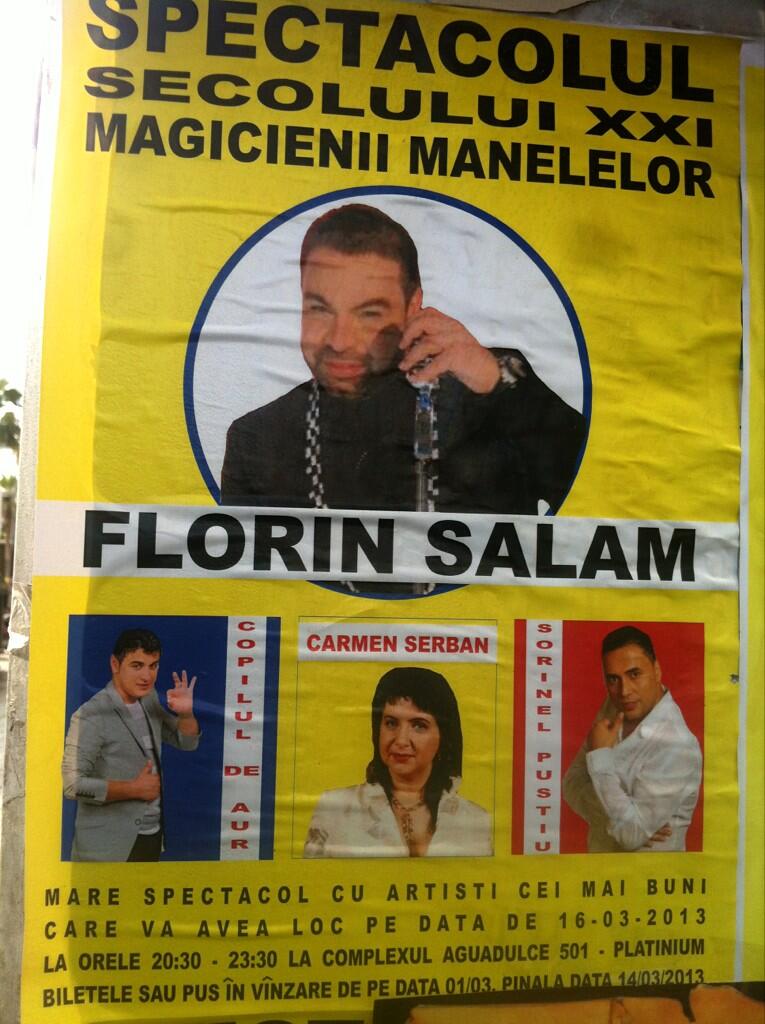 SPECTACOLUL
SECOLULUI XXI
MAGICIENII MANELELOR
FLORIN SALAM
COPILUL DE AUR
CARMEN SERBAN
SORINEL PUSTIU
MARE SPECTACOL CU ARTISTI CEI MAI BUNI
CARE VA AVEA LOC PE DATA DE 16-03-2013
LA ORELE 20:30 - 23:30 LA COMPLEXUL AGUADULCE 501 - PLATINIUM
BILETELE SAU PUS ÎN VÎNZARE DE PE DATA 01/03. PINALA DATA 14/03/2013